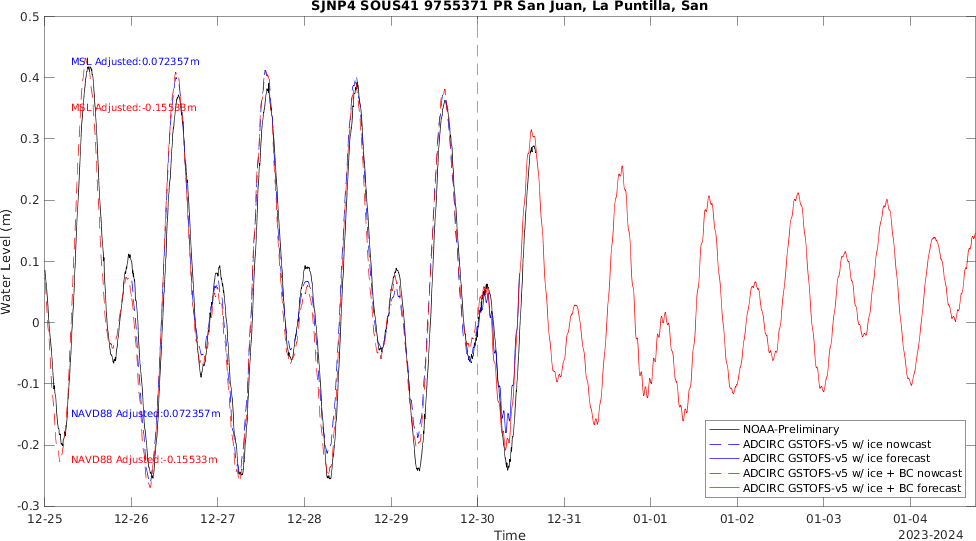 SJNP4 SOUS41 9755371 PR San Juan, La Puntilla, San
0.5
0.4
0.3
0.2
0.1
0
-0.1
-0.2
-0.3
Water Level (m)
MSL Adjusted:0.072357m
MSL Adjusted:-0.15533m
NAVD88 Adjusted:0.072357m
NAVD88 Adjusted:-0.15533m
NOAA-Preliminary
ADCIRC GSTOFS-v5 w/ ice nowcast
ADCIRC GSTOFS-v5 w/ ice forecast
ADCIRC GSTOFS-v5 w/ ice + BC nowcast
ADCIRC GSTOFS-v5 w/ ice + BC forecast
12-25 12-26 12-27 12-28 12-29 12-30 12-31 01-01 01-02 01-03 01-04
Time
2023-2024